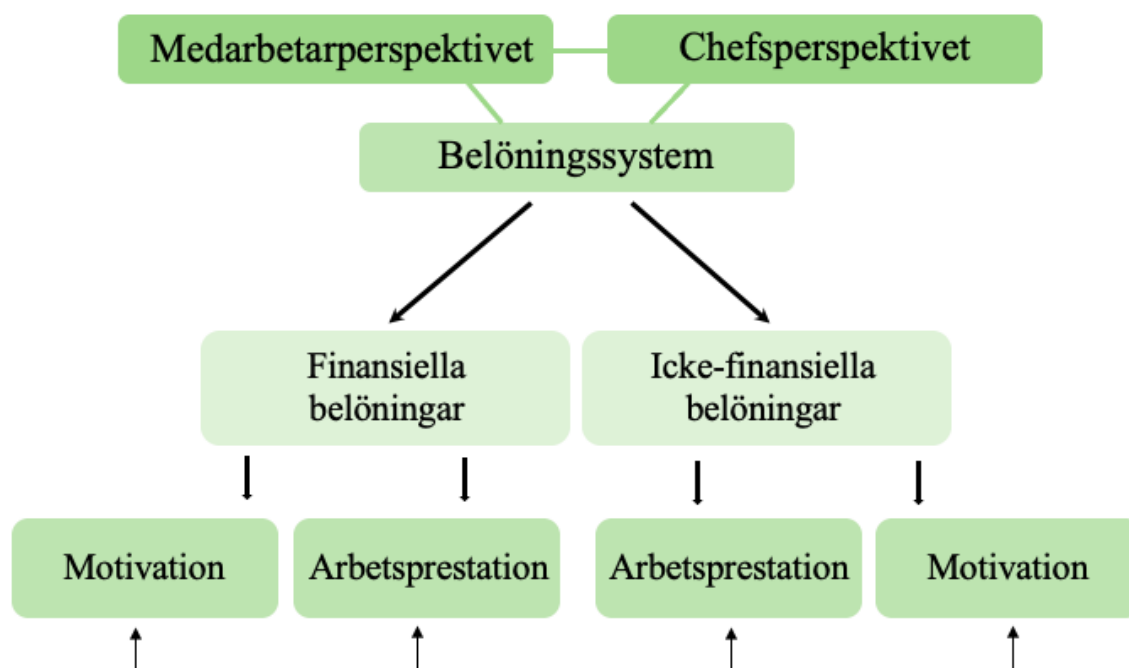 Medarbetarperspektivet
Chefsperspektivet
Belöningssystem
Finansiella
belöningar
Icke-finansiella
belöningar
Motivation
Arbetsprestation
Arbetsprestation
Motivation